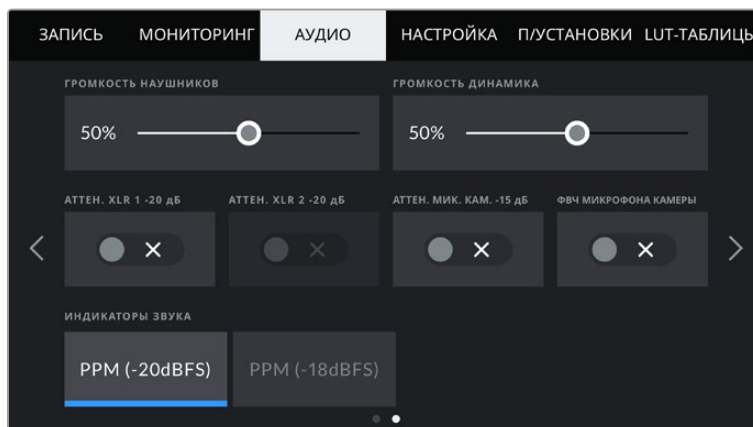 ЗАПИСЬ МОНИТОРИНГ АУДИО НАСТРОЙКА П/УСТАНОВКИ LUT-ТАБЛИЦЫ
ГРОМКОСТЬ НАУШНИКОВ ГРОМКОСТЬ ДИНАМИКА
50% 50%
АТТЕН. XLR 1 -20 дБ АТТЕН. XLR 2 -20 дБ АТТЕН. МИК. КАМ. -15 дБ ФВЧ МИКРОФОНА КАМЕРЫ
ИНДИКАТОРЫ ЗВУКА
PPM (-20dBFS) PPM (-18dBFS)